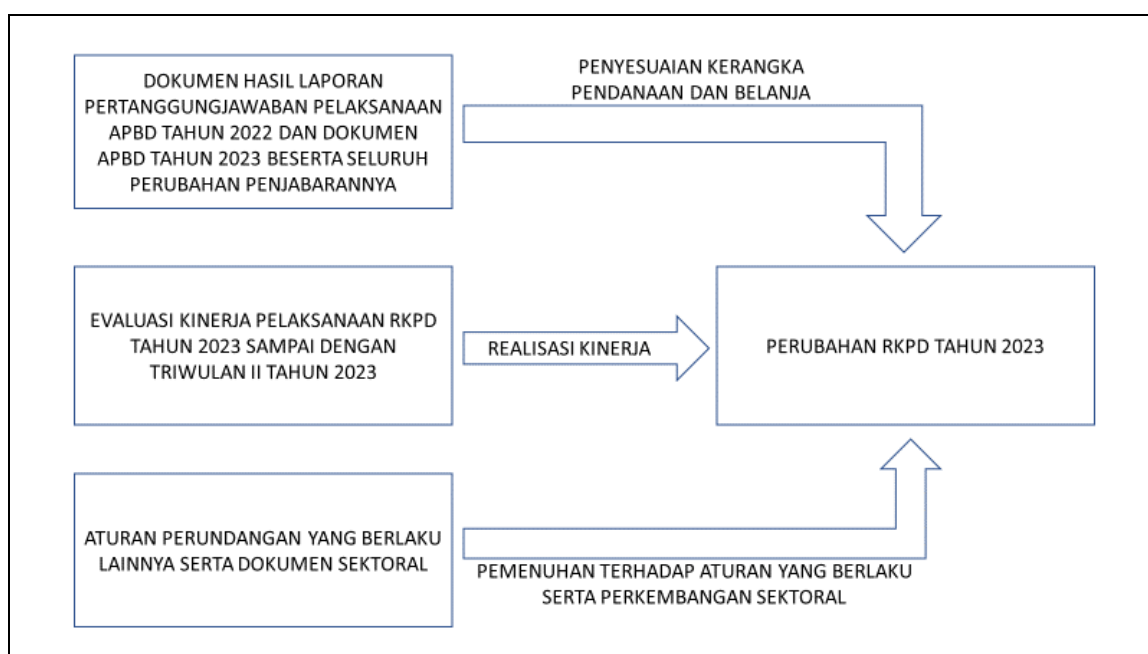 DOKUMEN HASIL LAPORAN
PERTANGGUNGJAWABAN PELAKSANAAN
APBD TAHUN 2022 DAN DOKUMEN
APBD TAHUN 2023 BESERTA SELURUH
PERUBAHAN PENJABARANNYA
PENYESUAIAN KERANGKA
PENDANAAN DAN BELANJA
EVALUASI KINERJA PELAKSANAAN RKPD
TAHUN 2023 SAMPAI DENGAN
TRIWULAN II TAHUN 2023
REALISASI KINERJA
PERUBAHAN RKPD TAHUN 2023
ATURAN PERUNDANGAN YANG BERLAKU
LAINNYA SERTA DOKUMEN SEKTORAL
PEMENUHAN TERHADAP ATURAN YANG BERLAKU
SERTA PERKEMBANGAN SEKTORAL